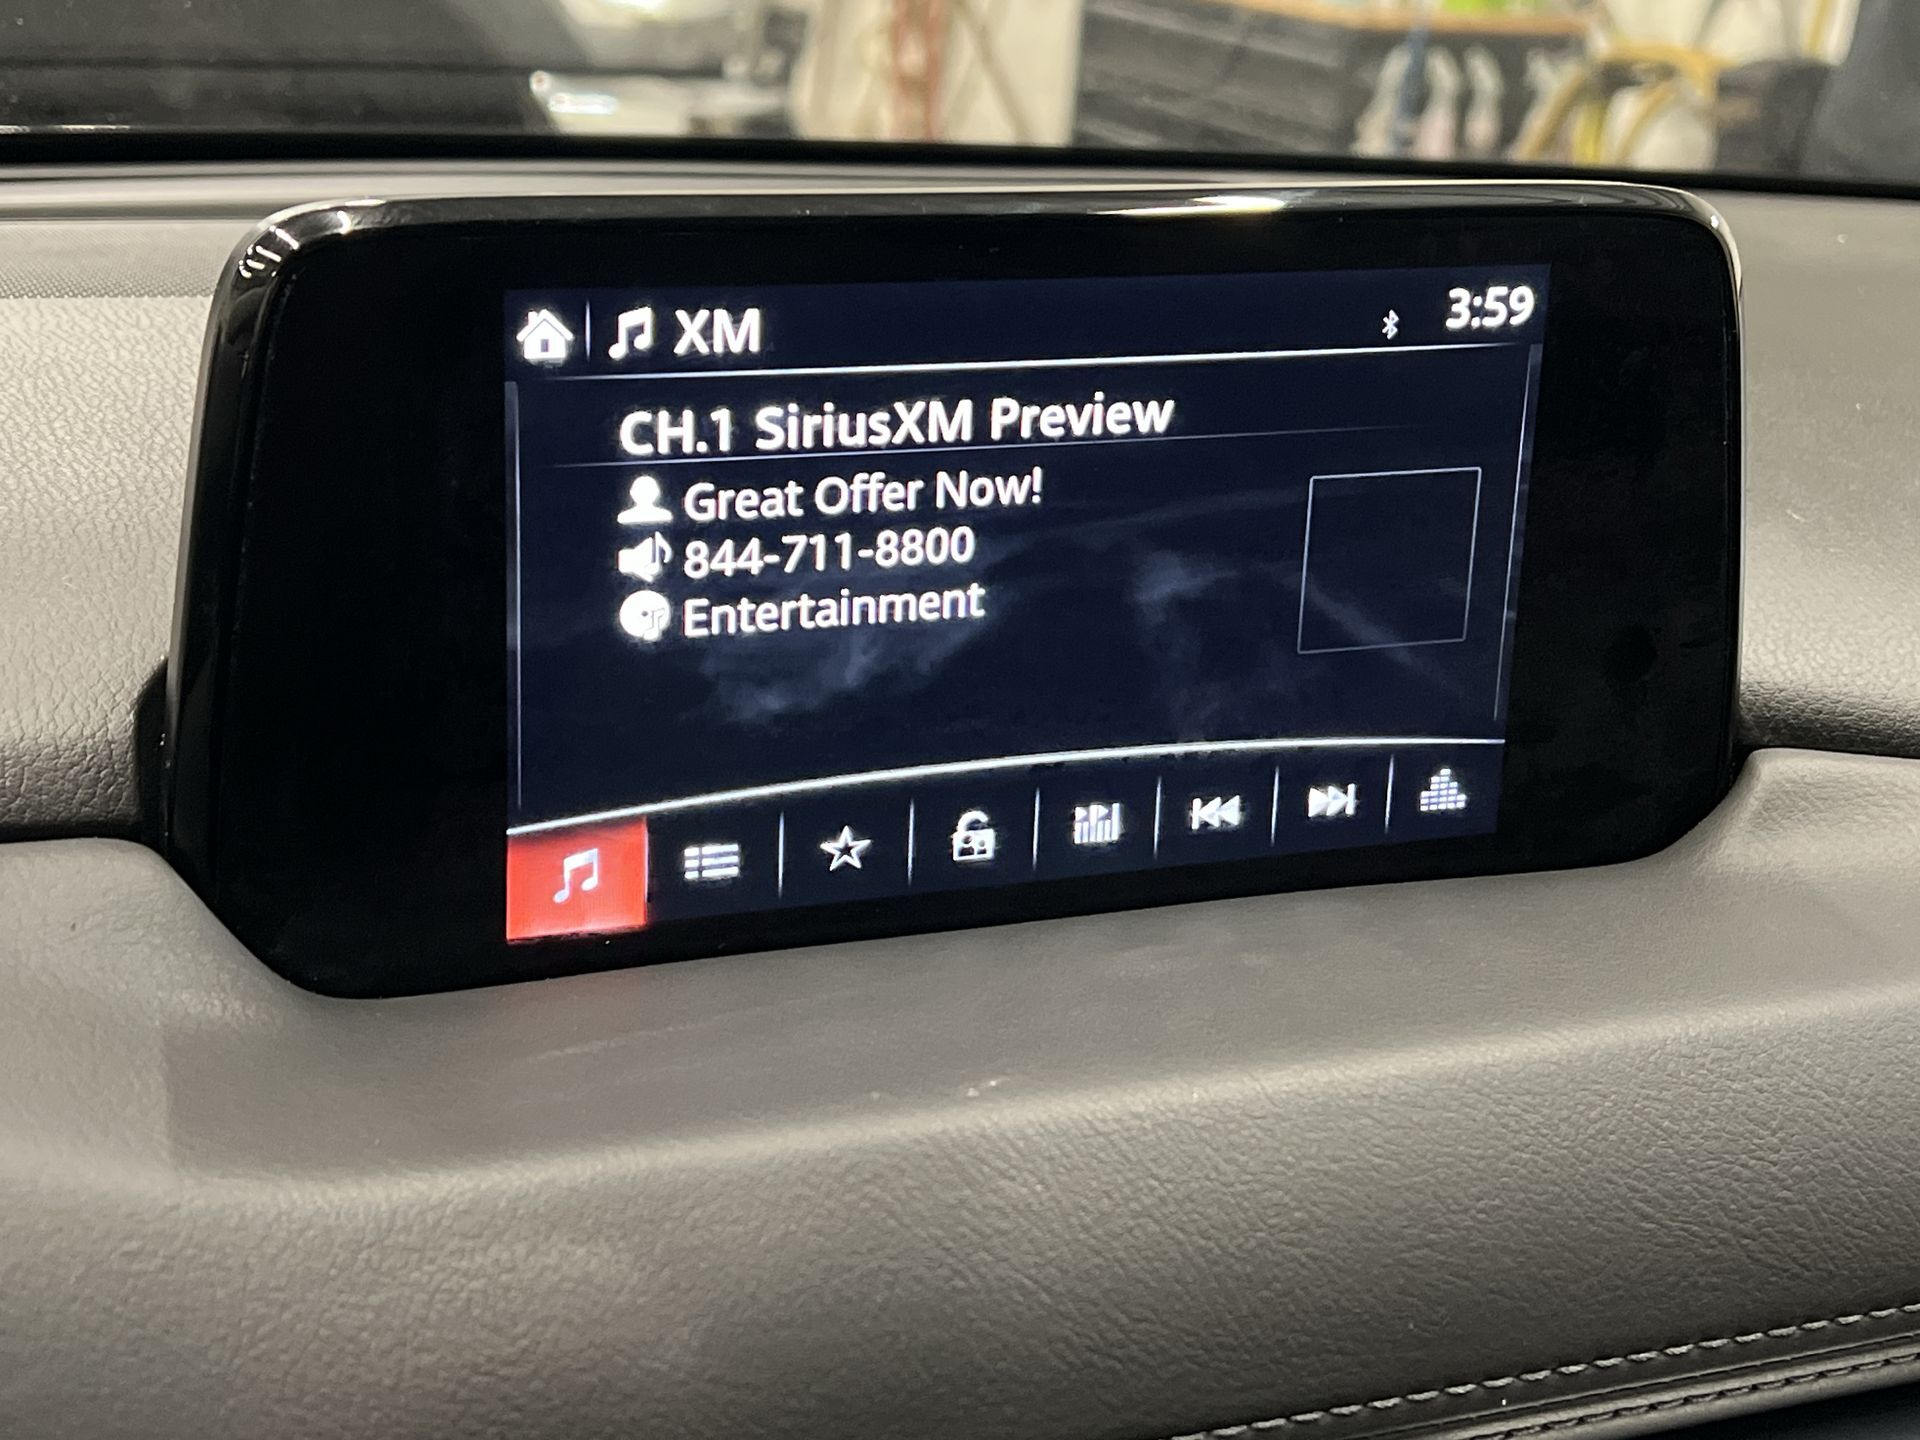 XM
3:59
CH.1 SiriusXM Preview
Great Offer Now!
844-711-8800
Entertainment